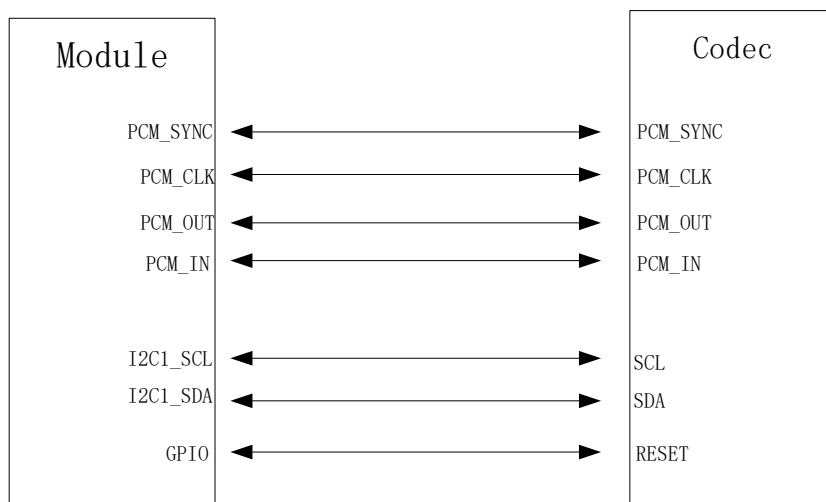 Module
Codec
PCM_SYNC
PCM_SYNC
PCM_CLK
PCM_CLK
PCM_OUT
PCM_OUT
PCM_IN
PCM_IN
I2C1_SCL
SCL
I2C1_SDA
SDA
GPIO
RESET